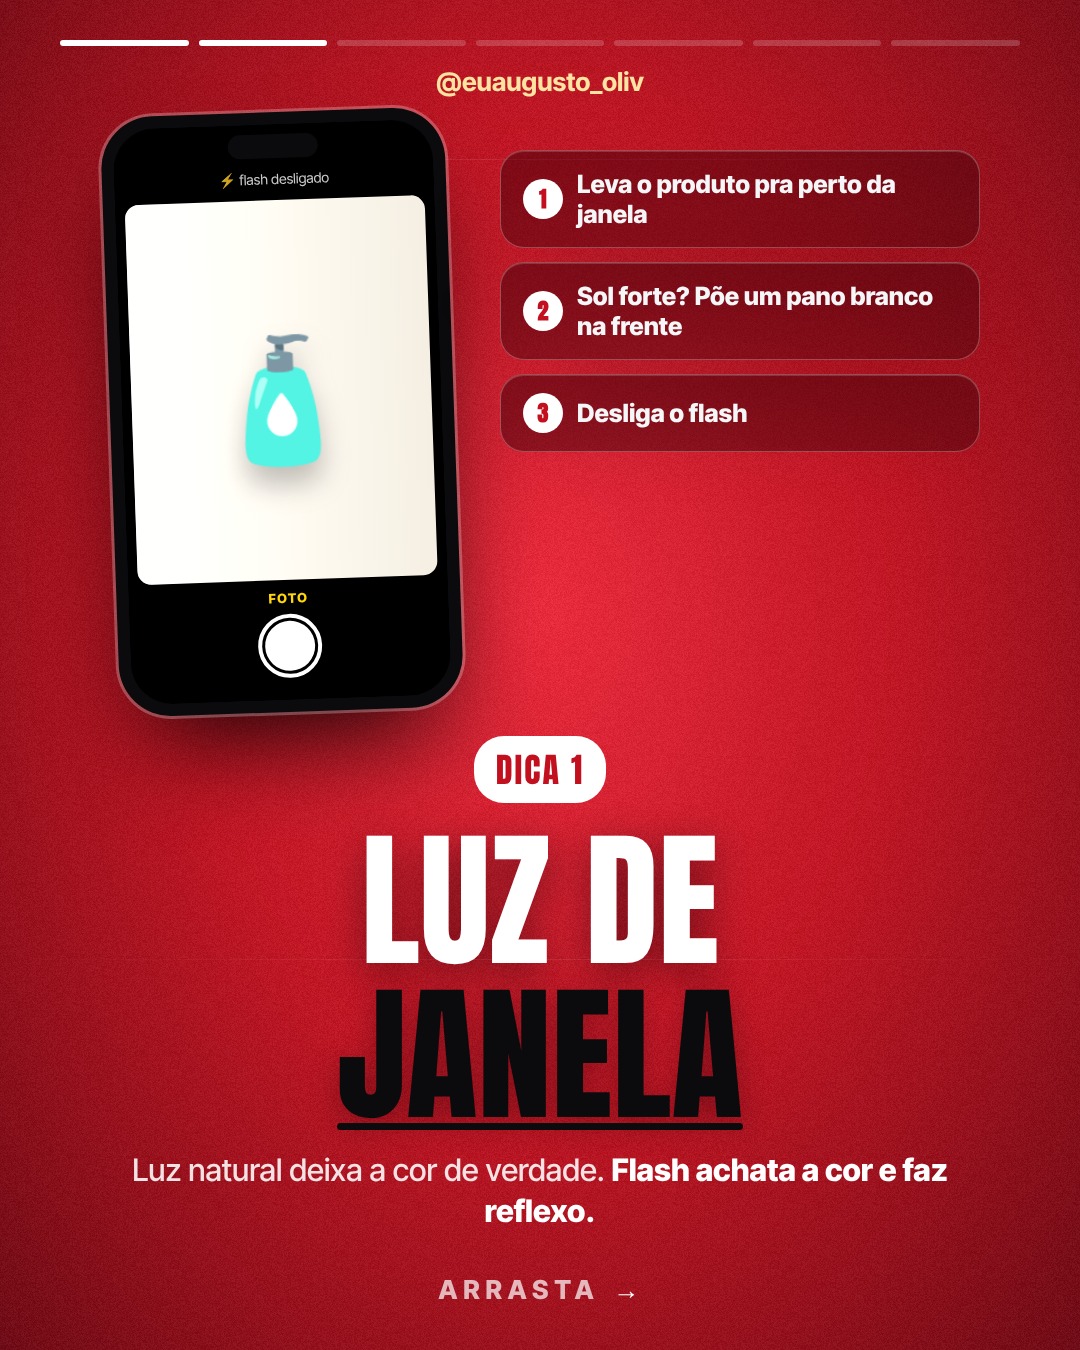 @euaugusto_oliv
⚡ flash desligado
FOTO
1 Leva o produto pra perto da
janela
2 Sol forte? Põe um pano branco
na frente
3 Desliga o flash
DICA 1
LUZ DE
JANELA
Luz natural deixa a cor de verdade. Flash achata a cor e faz
reflexo.
ARRASTA →